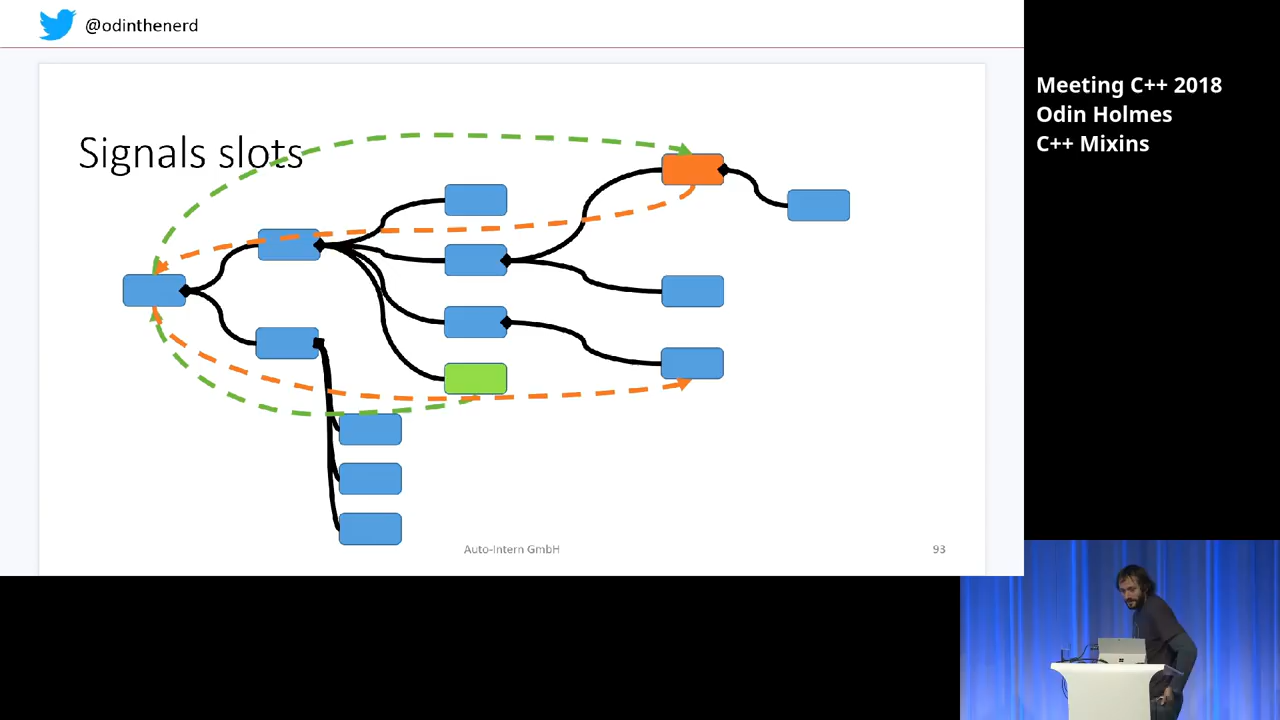 @odinthenerd
Meeting C++ 2018
Odin Holmes
C++ Mixins
Signals slots
Auto-Intern GmbH
93